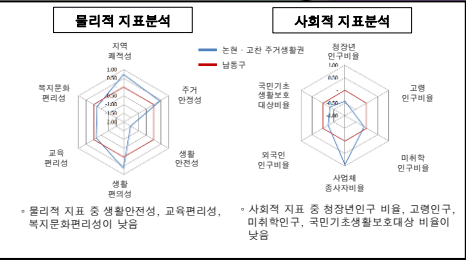 물리적 지표분석
사회적 지표분석
지역
쾌적성
주거
안정성
생활
안전성
생활
편의성
교육
편리성
복지문화
편리성
1.00
0.50
논현 · 고잔 주거생활권
남동구
청장년
인구비율
고령
인구비율
미취학
인구비율
사업체
종사자비율
외국인
인구비율
국민기초
생활보호
대상비율
1.00
◦ 물리적 지표 중 생활안전성, 교육편리성,
복지문화편리성이 낮음
◦ 사회적 지표 중 청장년인구 비율, 고령인구,
미취학인구, 국민기초생활보호대상 비율이
낮음